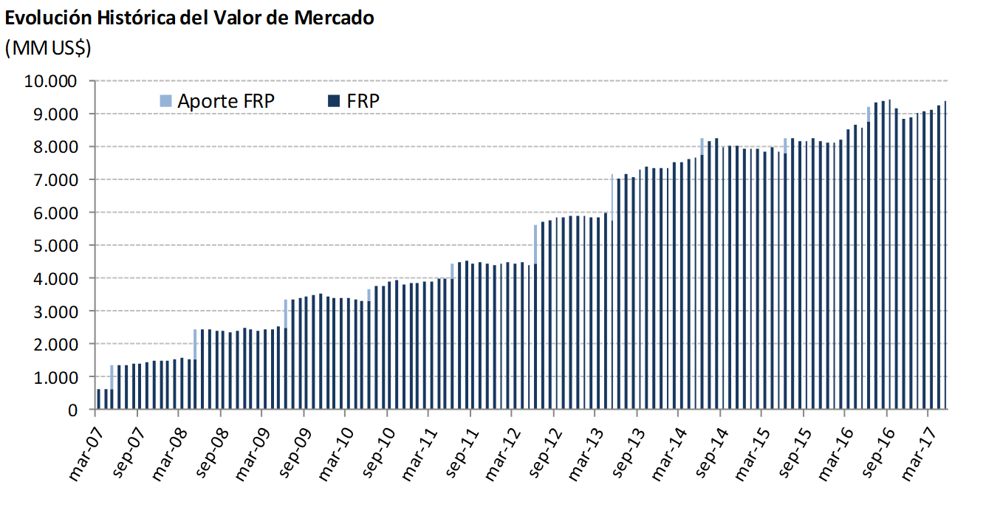 Evolución Histórica del Valor de Mercado
(MM US$)
10.000
9.000
8.000
7.000
6.000
5.000
4.000
3.000
2.000
1.000
0
Aporte FRP
FRP
mar-07
sep-07
mar-08
sep-08
mar-09
sep-09
mar-10
sep-10
mar-11
sep-11
mar-12
sep-12
mar-13
sep-13
mar-14
sep-14
mar-15
sep-15
mar-16
sep-16
mar-17